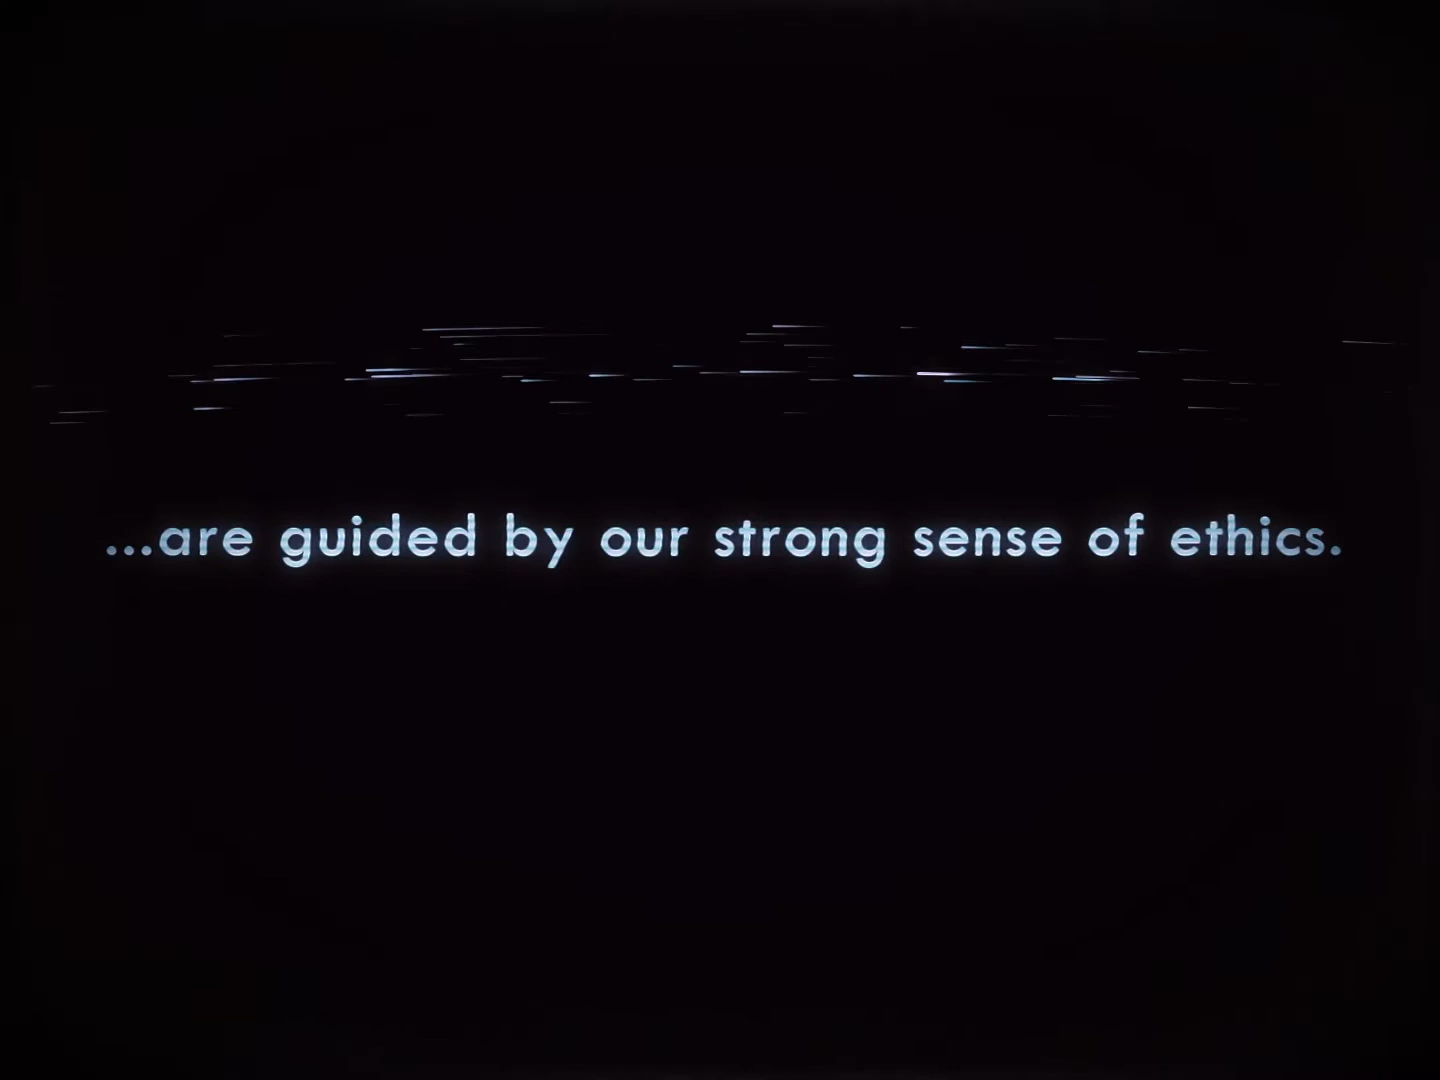 ...are guided by our strong sense of ethics.